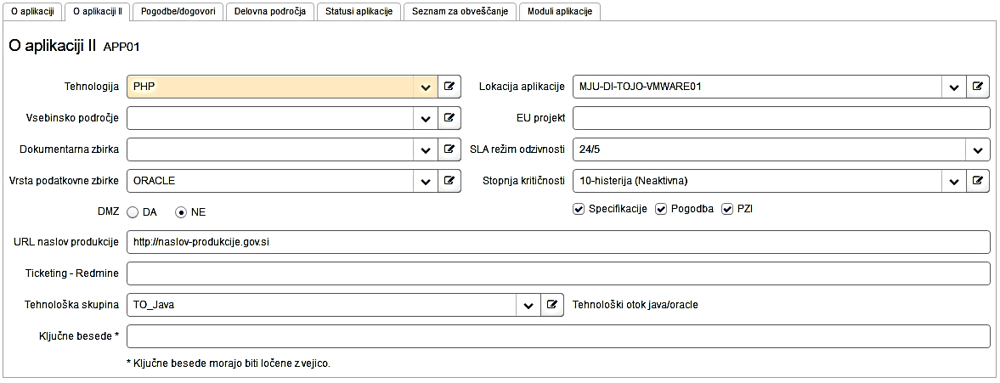 O aplikaciji O aplikaciji II Pogodbe/dogovori Delovna področja Statusi aplikacije Seznam za obveščanje Moduli aplikacije
O aplikaciji II APP01
Tehnologija PHP Lokacija aplikacije MJU-DI-TOJO-VMWARE01
Vsebinsko področje EU projekt
Dokumentarna zbirka SLA režim odzivnosti 24/5
Vrsta podatkovne zbirke ORACLE Stopnja kritičnosti 10-histerija (Neaktivna)
DMZ DA NE Specifikacije Pogodba PZI
URL naslov produkcije http://naslov-produkcije.gov.si
Ticketing - Redmine
Tehnološka skupina TO_Java Tehnološki otok java/oracle
Ključne besede *
* Ključne besede morajo biti ločene z vejico.